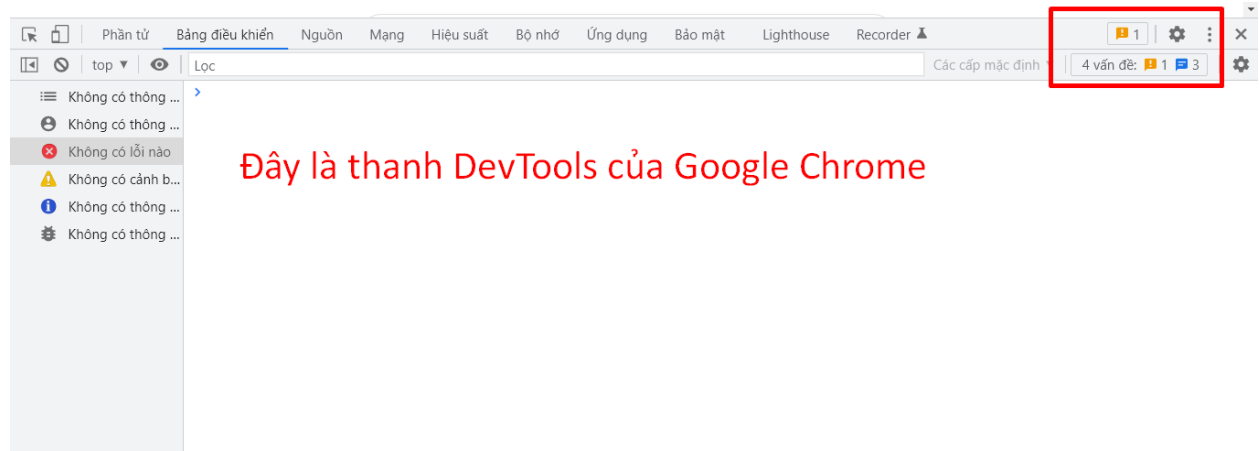 Phần tử Bảng điều khiển Nguồn Mạng Hiệu suất Bộ nhớ Ứng dụng Bảo mật Lighthouse Recorder 1
top Lọc Các cấp mặc định 4 vấn đề: 1 3
Không có thông ...
Không có thông ...
Không có lỗi nào
Không có cảnh b...
Không có thông ...
Không có thông ...
Đây là thanh DevTools của Google Chrome